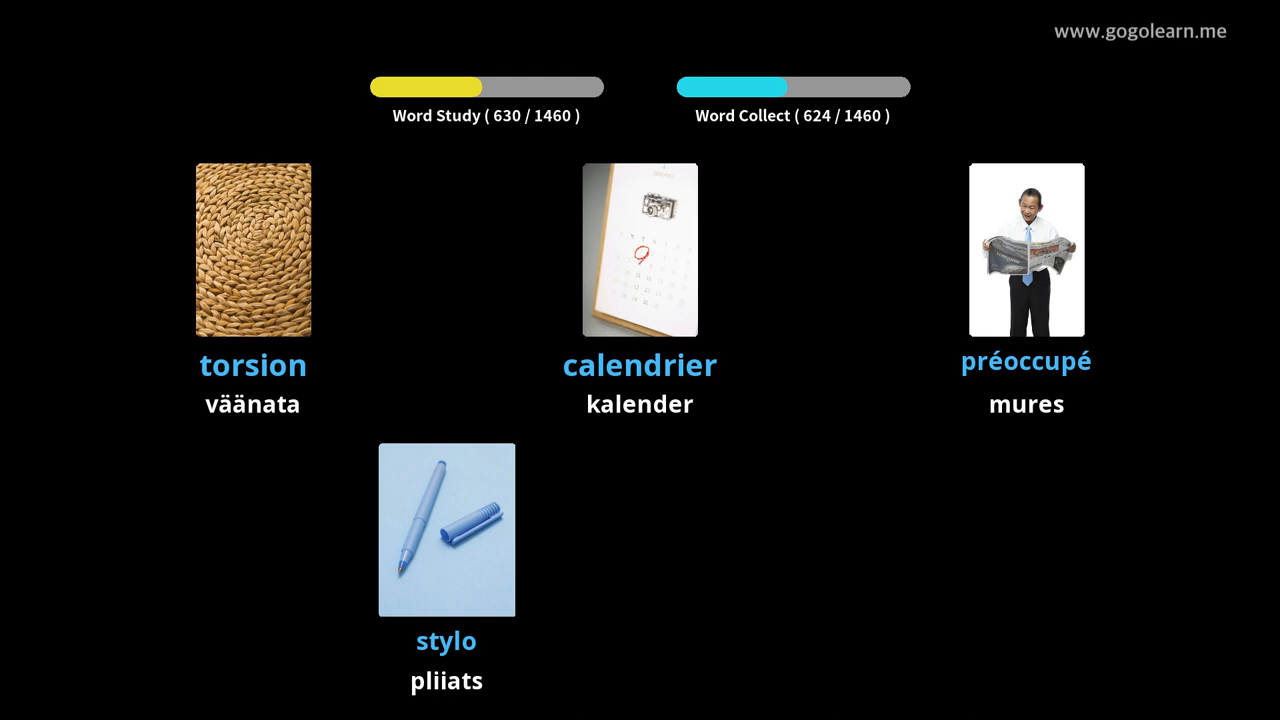 www.gogolearn.me
Word Study ( 630 / 1460 )
Word Collect ( 624 / 1460 )
torsion
väänata
calendrier
kalender
préoccupé
mures
stylo
pliiats